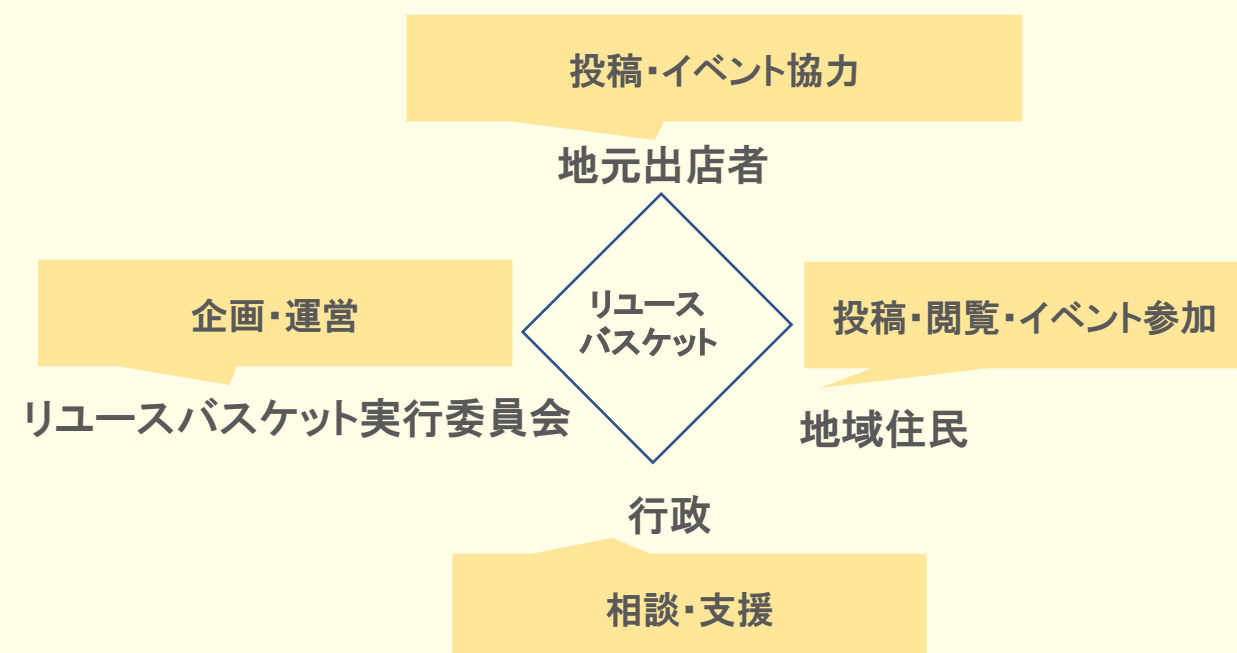 投稿・イベント協力
地元出店者
企画・運営
リユース
バスケット
投稿・閲覧・イベント参加
リユースバスケット実行委員会
地域住民
行政
相談・支援